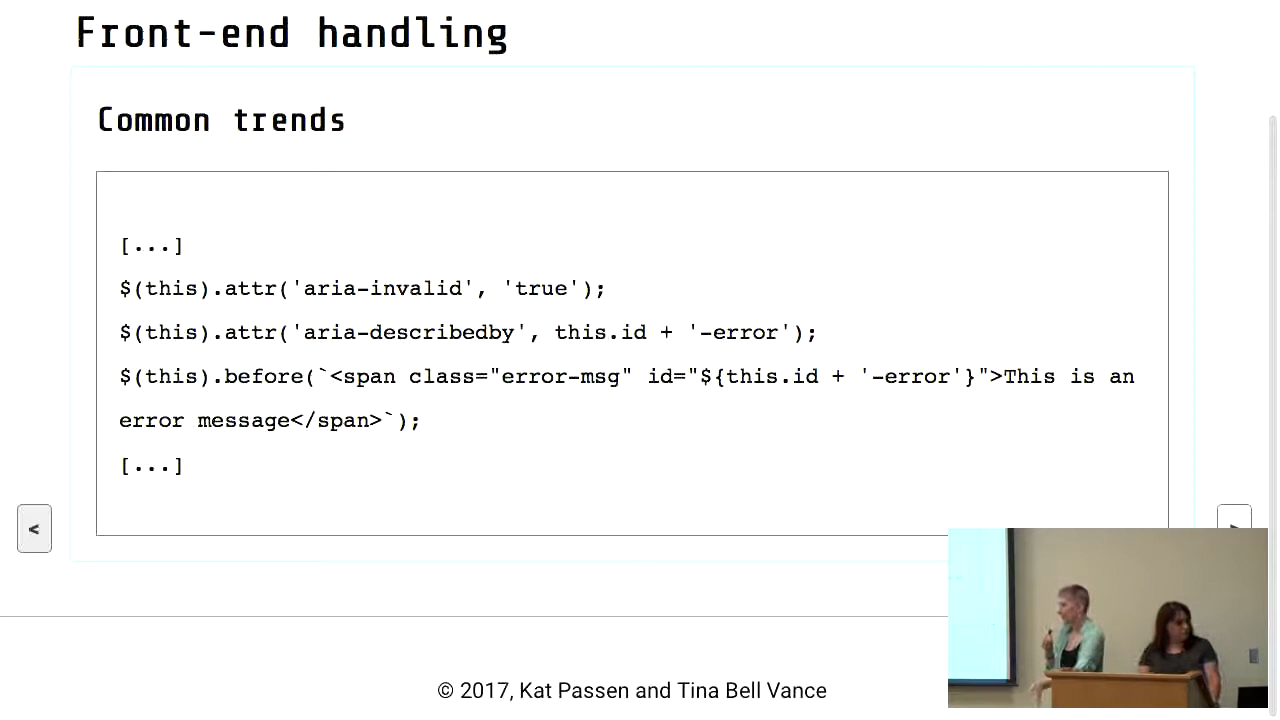 Front-end handling
Common trends
[...]
$(this).attr('aria-invalid', 'true');
$(this).attr('aria-describedby', this.id + '-error');
$(this).before(`<span class="error-msg" id="${this.id + '-error'}">This is an
error message</span>`);
[...]
<
© 2017, Kat Passen and Tina Bell Vance